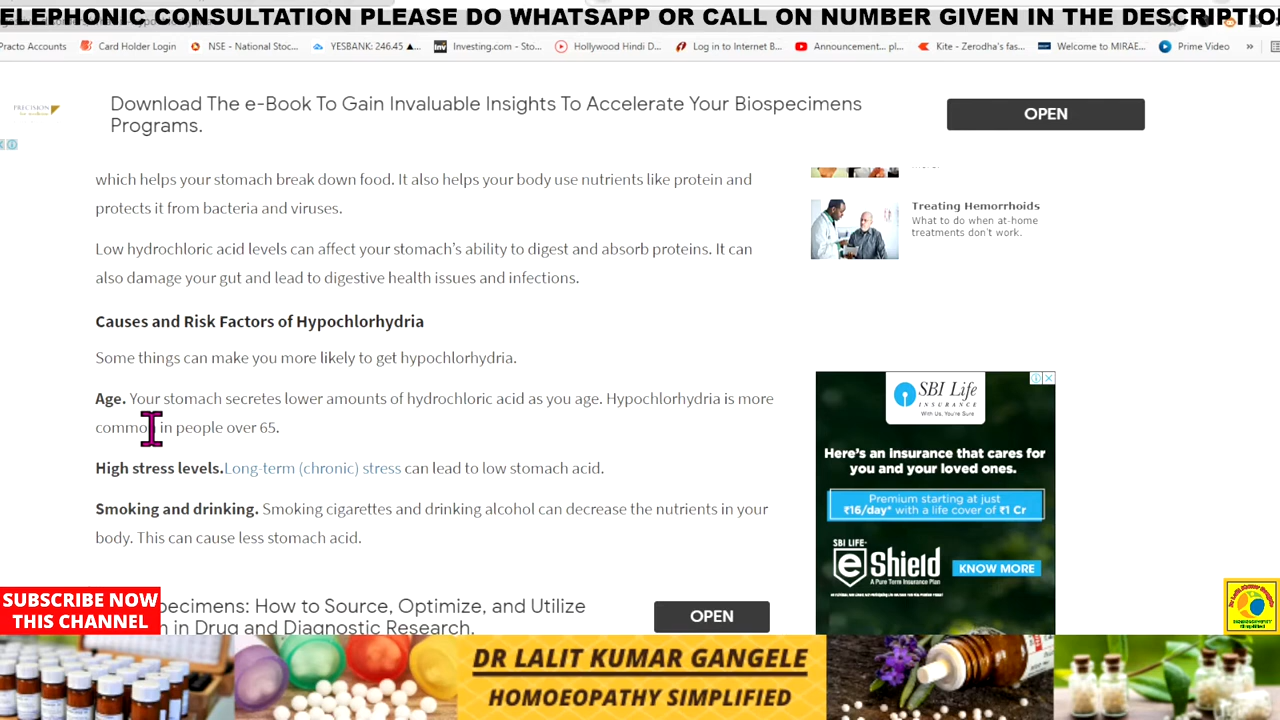 ELEPHONIC CONSULTATION PLEASE DO WHATSAPP OR CALL ON NUMBER GIVEN IN THE DESCRIPTION
Practo Accounts Card Holder Login NSE - National Stoc... YESBANK: 246.45 ▲... Investing.com - Sto... Hollywood Hindi D... Log in to Internet B... Announcement... pl... Kite - Zerodha's fas... Welcome to MIRAE... Prime Video »
PRECISION
Download The e-Book To Gain Invaluable Insights To Accelerate Your Biospecimens
Programs.
OPEN
which helps your stomach break down food. It also helps your body use nutrients like protein and
protects it from bacteria and viruses.
Low hydrochloric acid levels can affect your stomach's ability to digest and absorb proteins. It can
also damage your gut and lead to digestive health issues and infections.
Causes and Risk Factors of Hypochlorhydria
Some things can make you more likely to get hypochlorhydria.
Age. Your stomach secretes lower amounts of hydrochloric acid as you age. Hypochlorhydria is more
common in people over 65.
High stress levels.Long-term (chronic) stress can lead to low stomach acid.
Smoking and drinking. Smoking cigarettes and drinking alcohol can decrease the nutrients in your
body. This can cause less stomach acid.
Treating Hemorrhoids
What to do when at-home
treatments don't work.
SBI Life
INSURANCE
With Us, You're Sure
Here's an insurance that cares for
you and your loved ones.
Premium starting at just
₹16/day* with a life cover of ₹1 Cr
SBI LIFE-
eShield
A Pure Term Insurance Plan
KNOW MORE
SUBSCRIBE NOW
THIS CHANNEL
peciment: How to Source, Optimize, and Utilize
in Drug and Diagnostic Research.
OPEN
DR LALIT KUMAR GANGELE
HOMOEOPATHY SIMPLIFIED